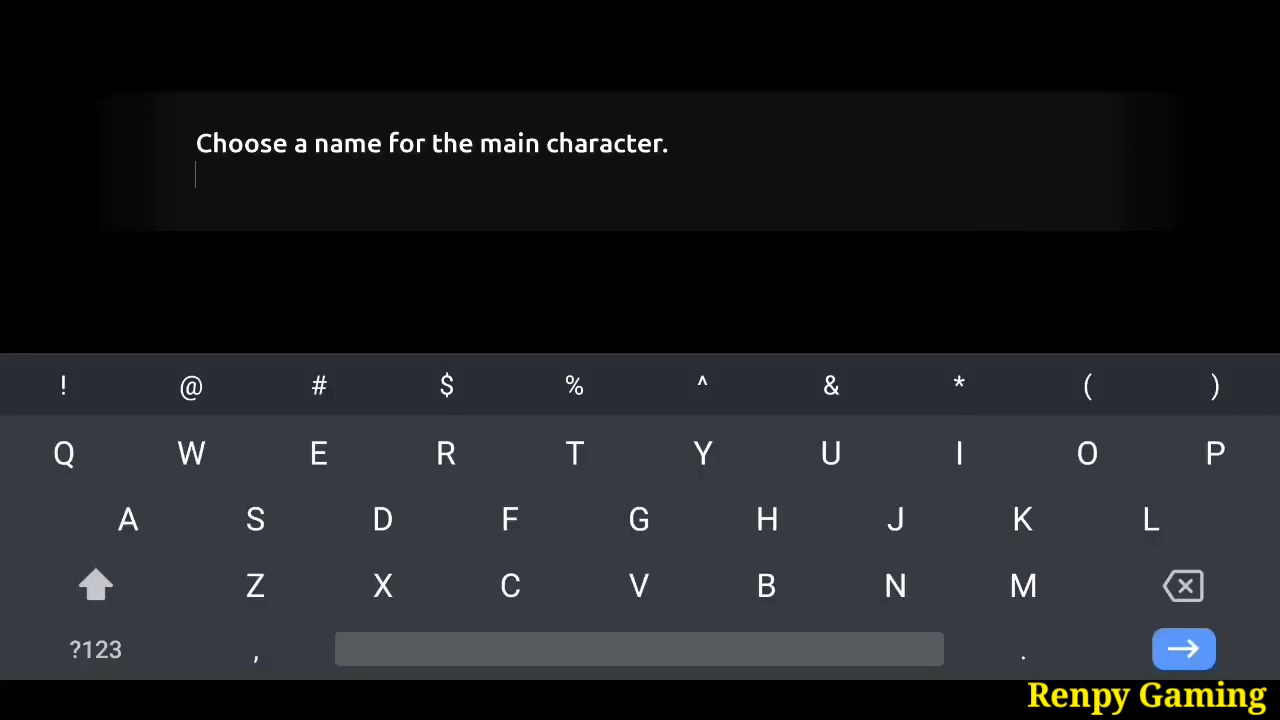 Choose a name for the main character.
! @ # $ % ^ & * ( )
Q W E R T Y U I O P
A S D F G H J K L
Z X C V B N M
?123 , .
Renpy Gaming